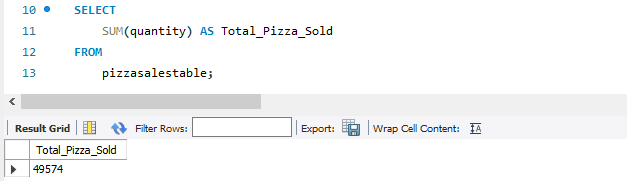 10 SELECT
11 SUM(quantity) AS Total_Pizza_Sold
12 FROM
13 pizzasalestable;
Result Grid Filter Rows: Export: Wrap Cell Content:
Total_Pizza_Sold
49574